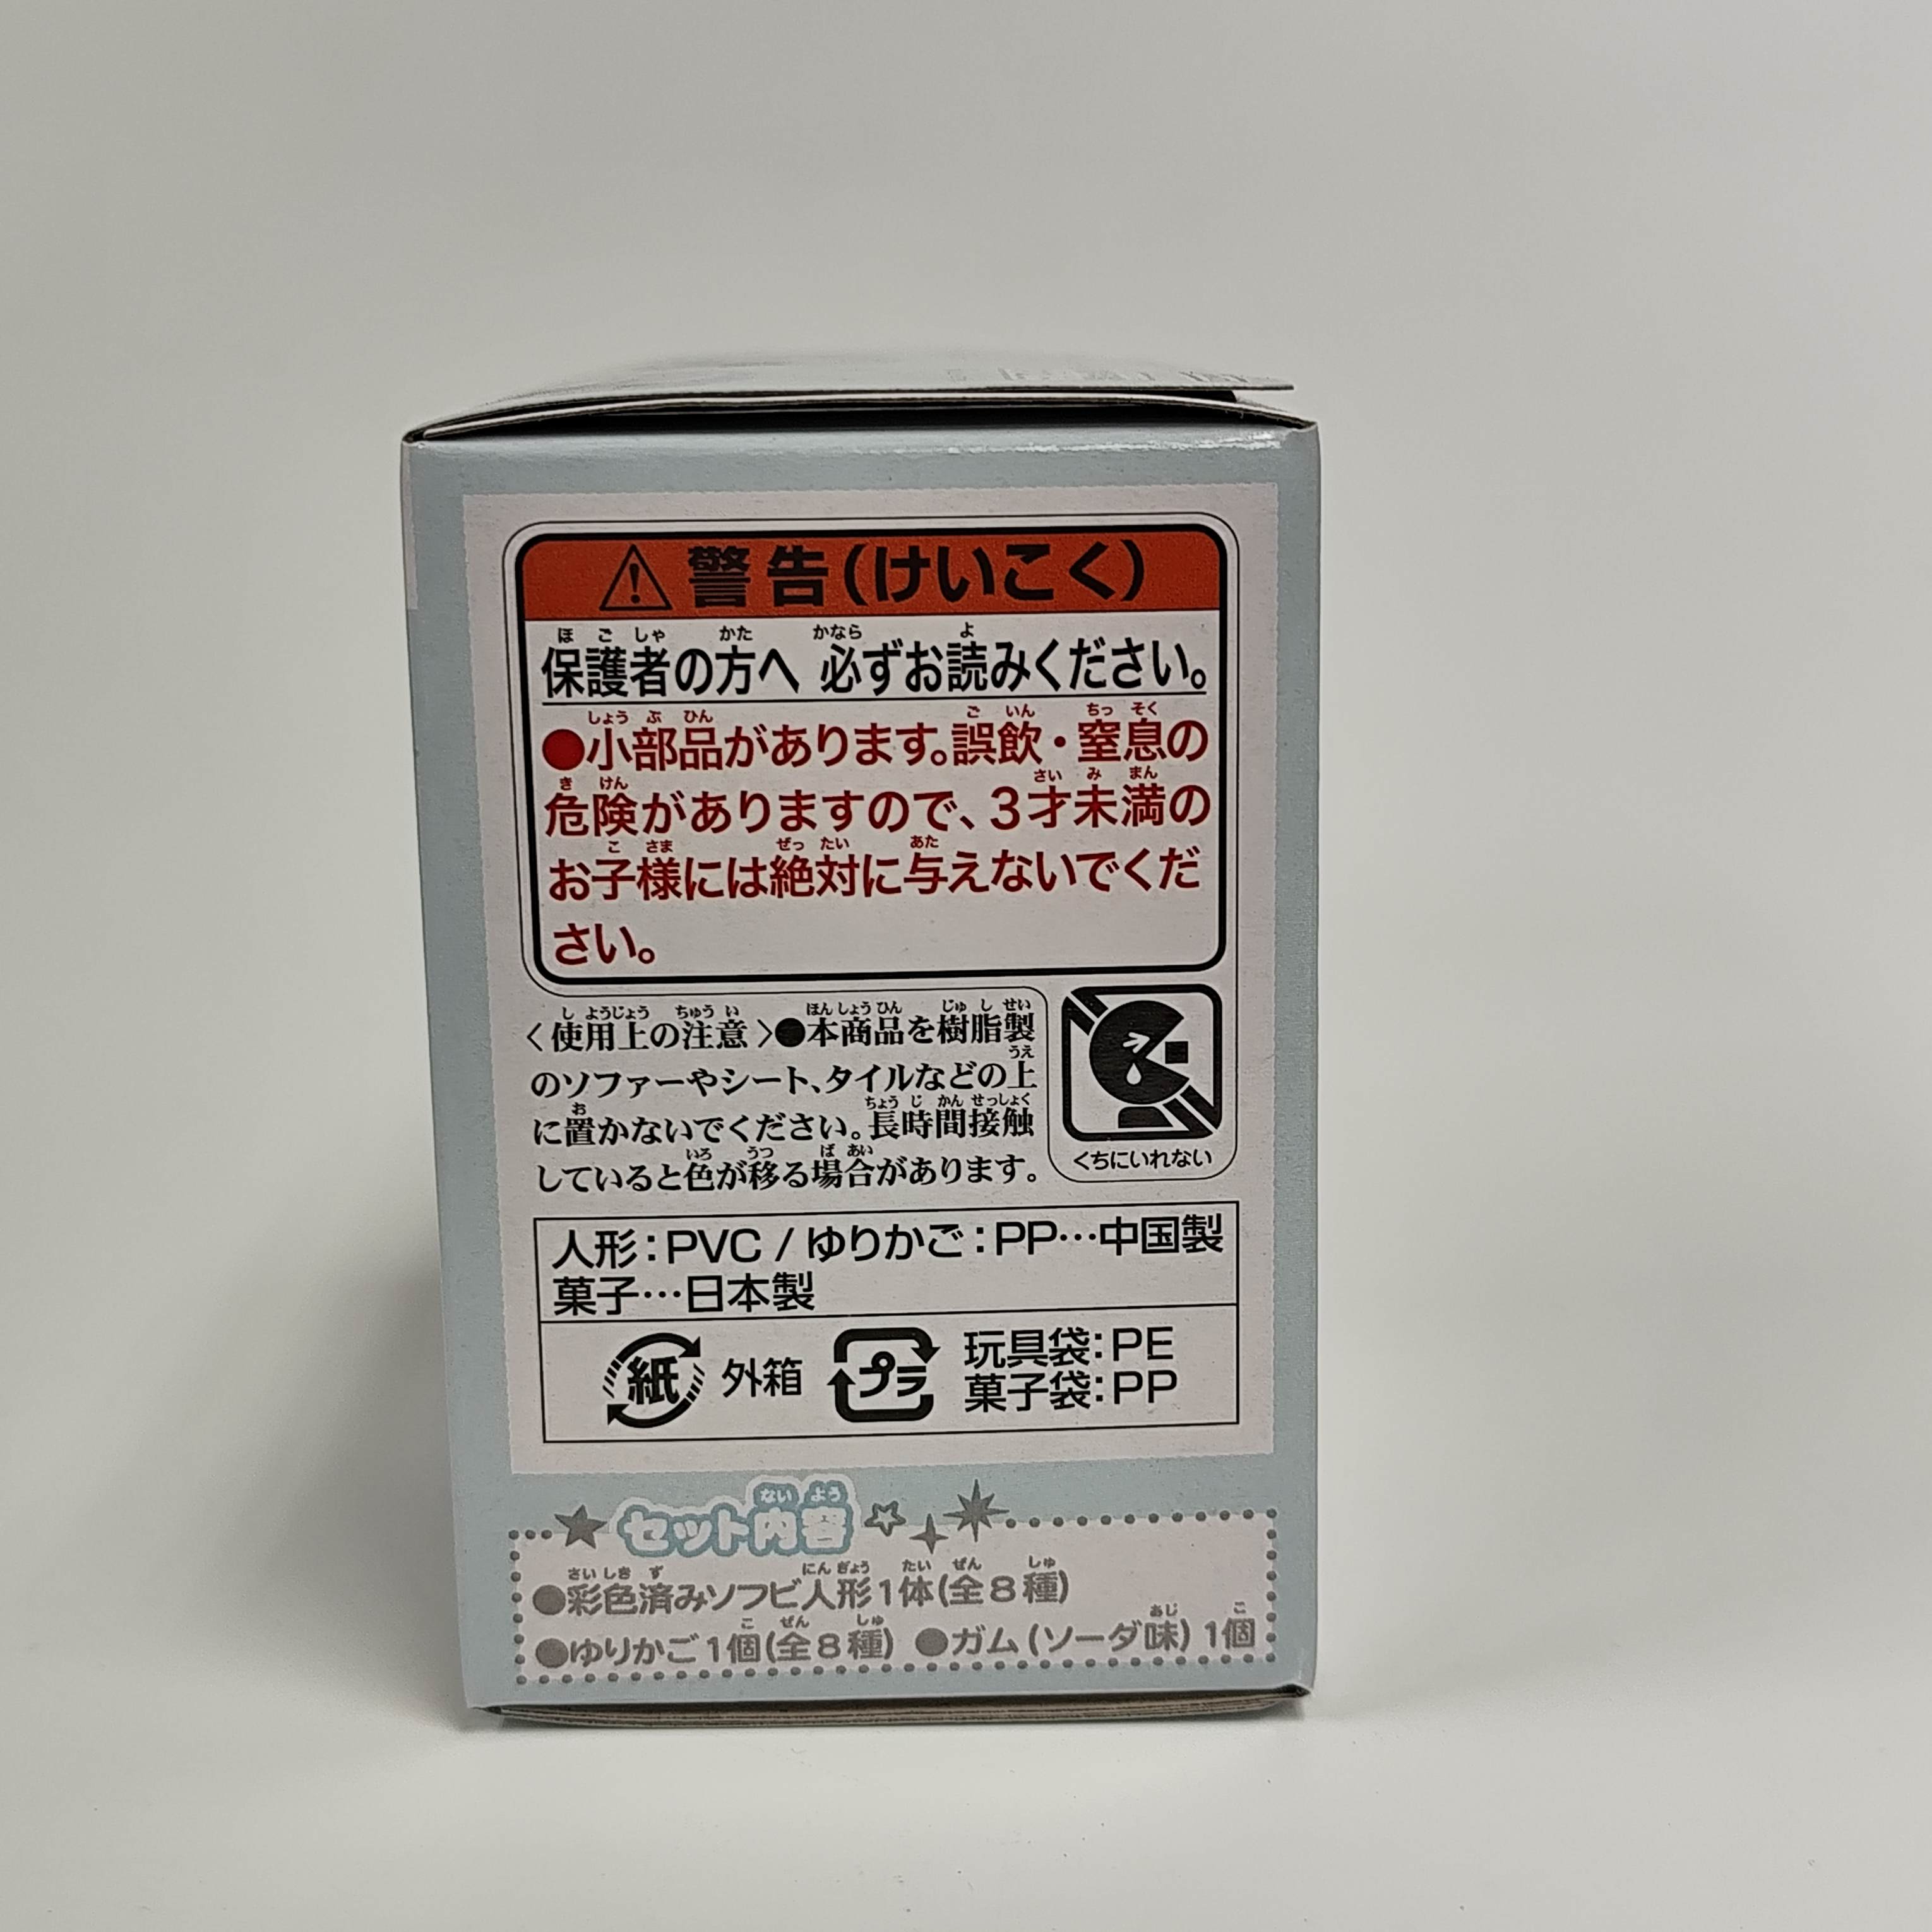 警告(けいこく)
保護者の方へ 必ずお読みください。
●小部品があります。誤飲・窒息の
危険がありますので、3才未満の
お子様には絶対に与えないでくだ
さい。
〈使用上の注意〉●本商品を樹脂製
のソファーやシート、タイルなどの上
に置かないでください。長時間接触
していると色が移る場合があります。
くちにいれない
人形:PVC / ゆりかご:PP…中国製
菓子…日本製
紙 外箱 プラ 玩具袋:PE
菓子袋:PP
セット内容
●彩色済みソフビ人形1体(全8種)
●ゆりかご1個(全8種) ●ガム(ソーダ味)1個